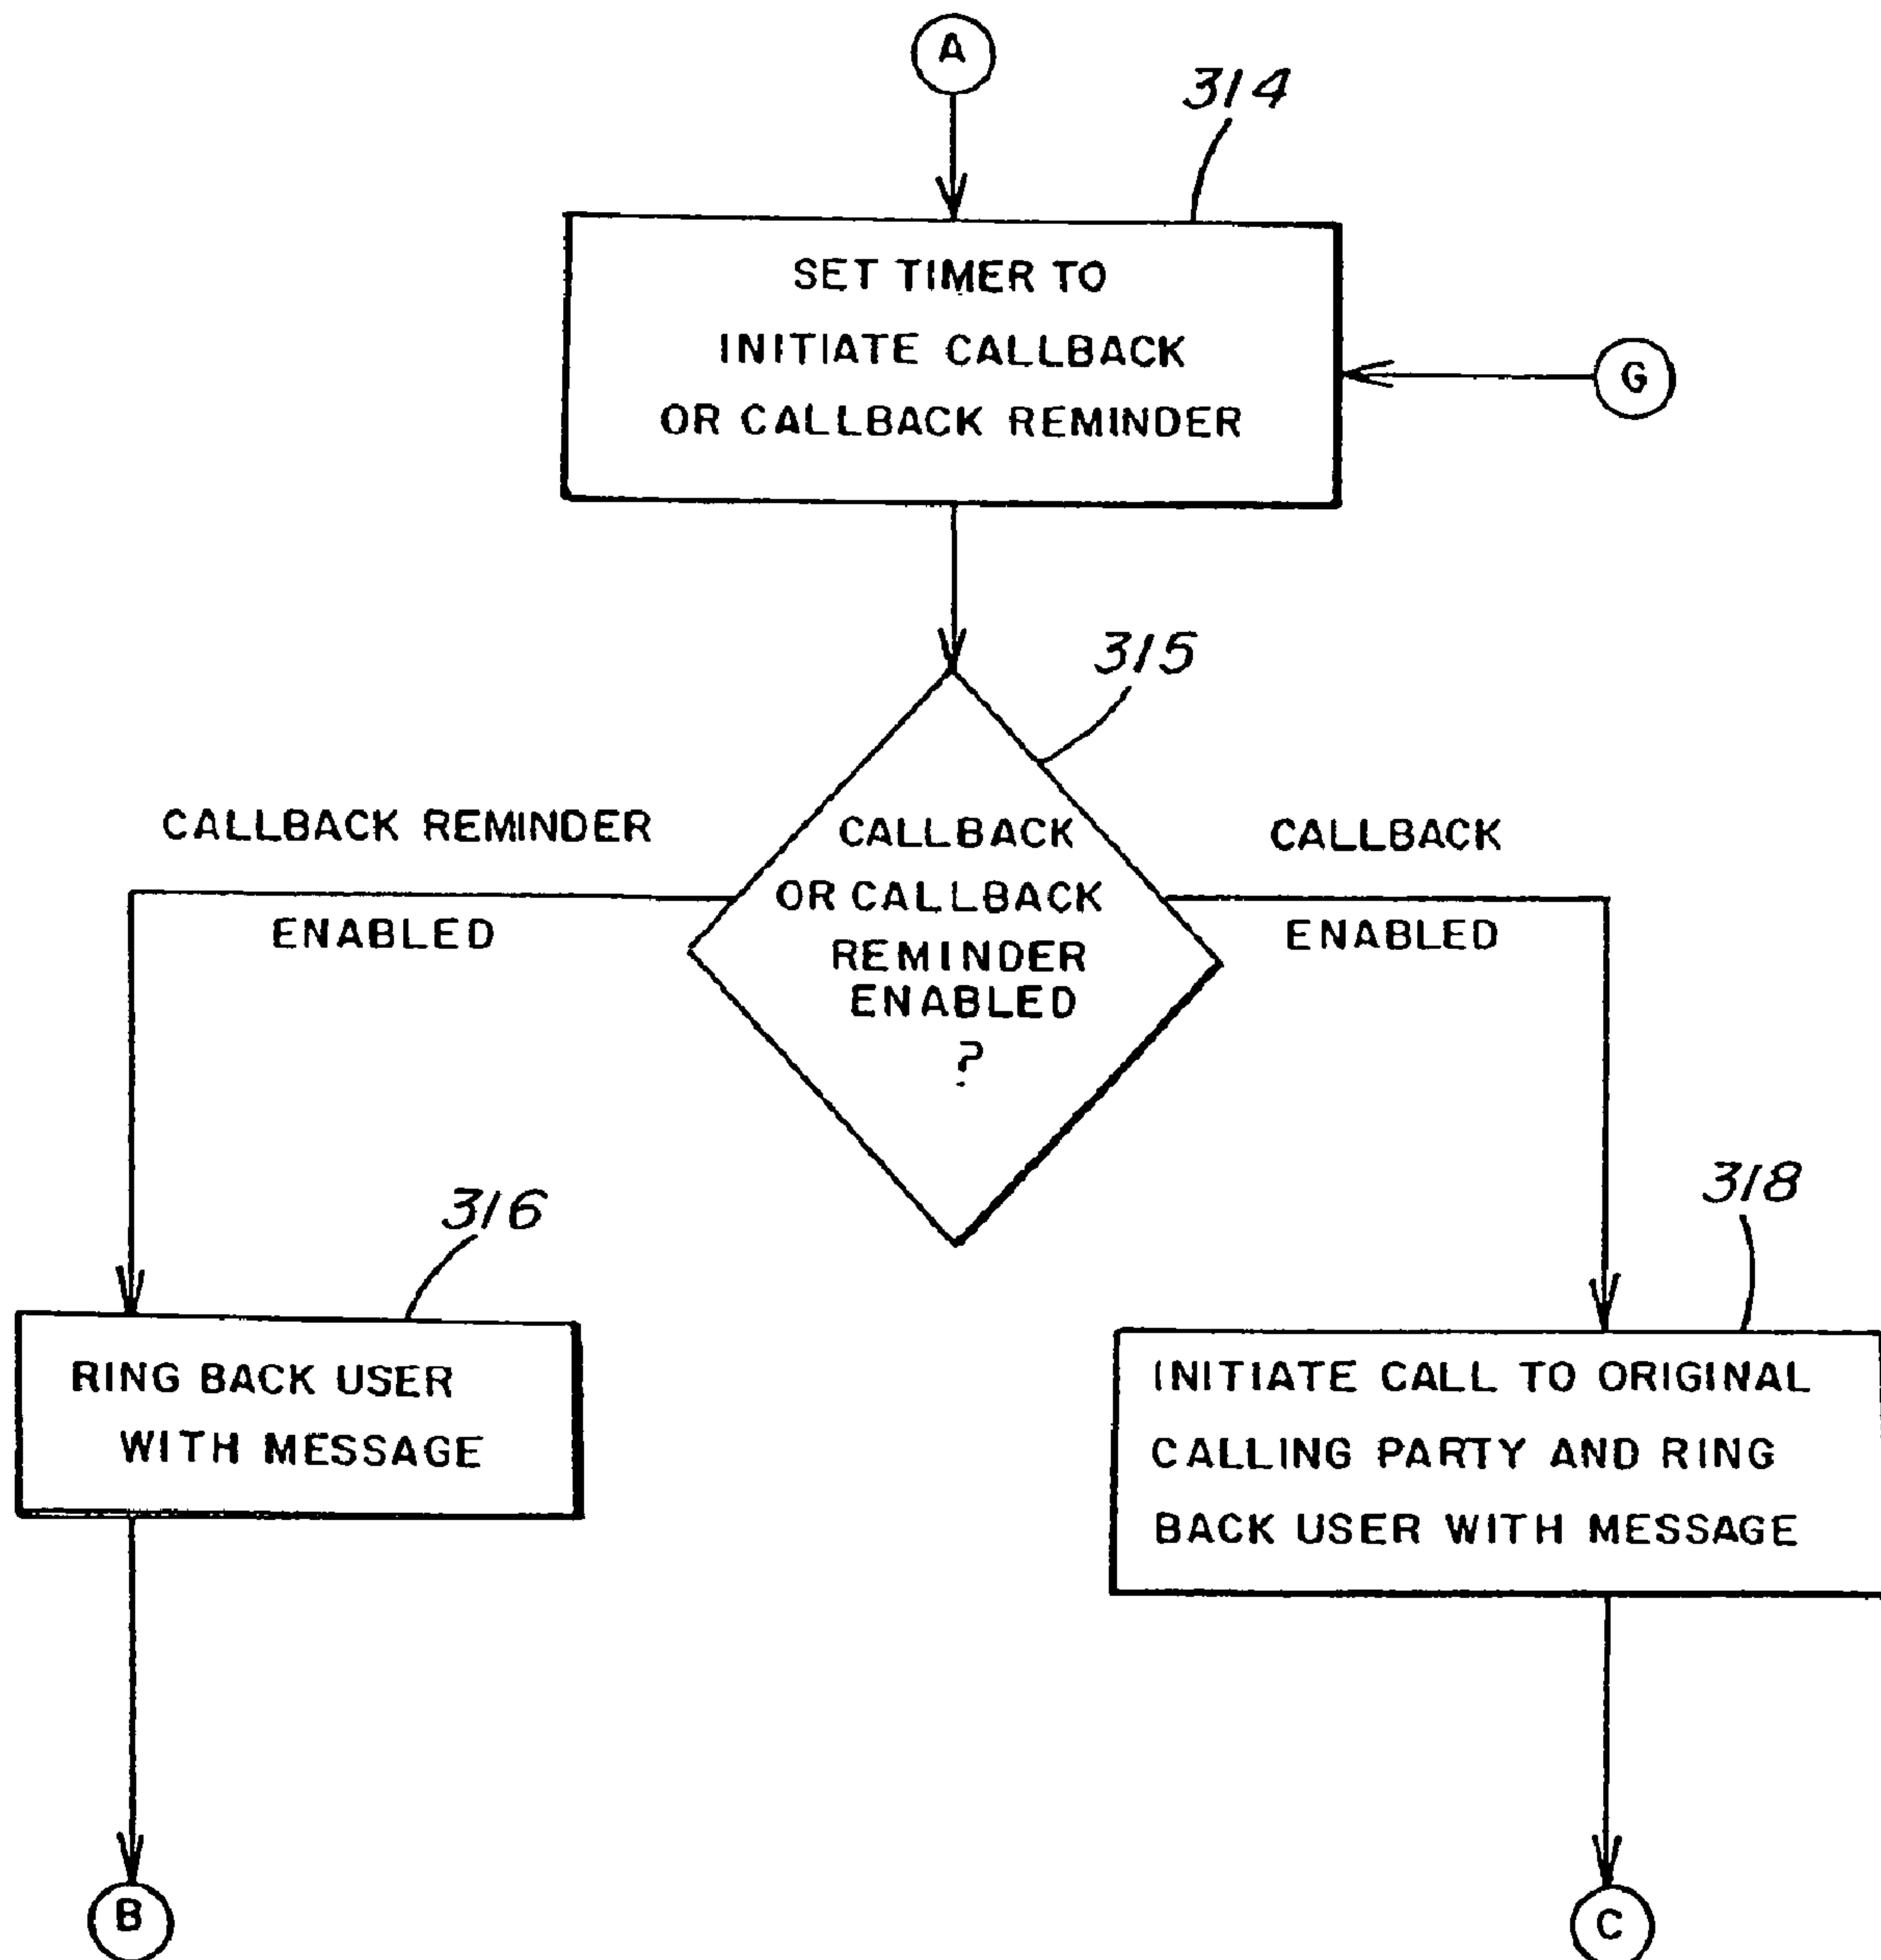 A
314
SET TIMER TO
INITIATE CALLBACK
OR CALLBACK REMINDER
G
315
CALLBACK REMINDER
ENABLED
CALLBACK
OR CALLBACK
REMINDER
ENABLED
?
CALLBACK
ENABLED
316
RING BACK USER
WITH MESSAGE
318
INITIATE CALL TO ORIGINAL
CALLING PARTY AND RING
BACK USER WITH MESSAGE
B
C